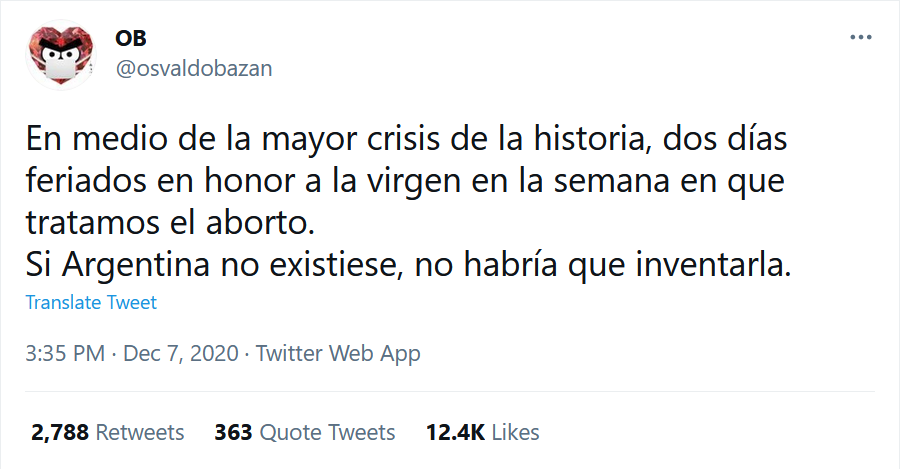 OB
@osvaldobazan
En medio de la mayor crisis de la historia, dos días
feriados en honor a la virgen en la semana en que
tratamos el aborto.
Si Argentina no existiese, no habría que inventarla.
Translate Tweet
3:35 PM · Dec 7, 2020 · Twitter Web App
2,788 Retweets 363 Quote Tweets 12.4K Likes